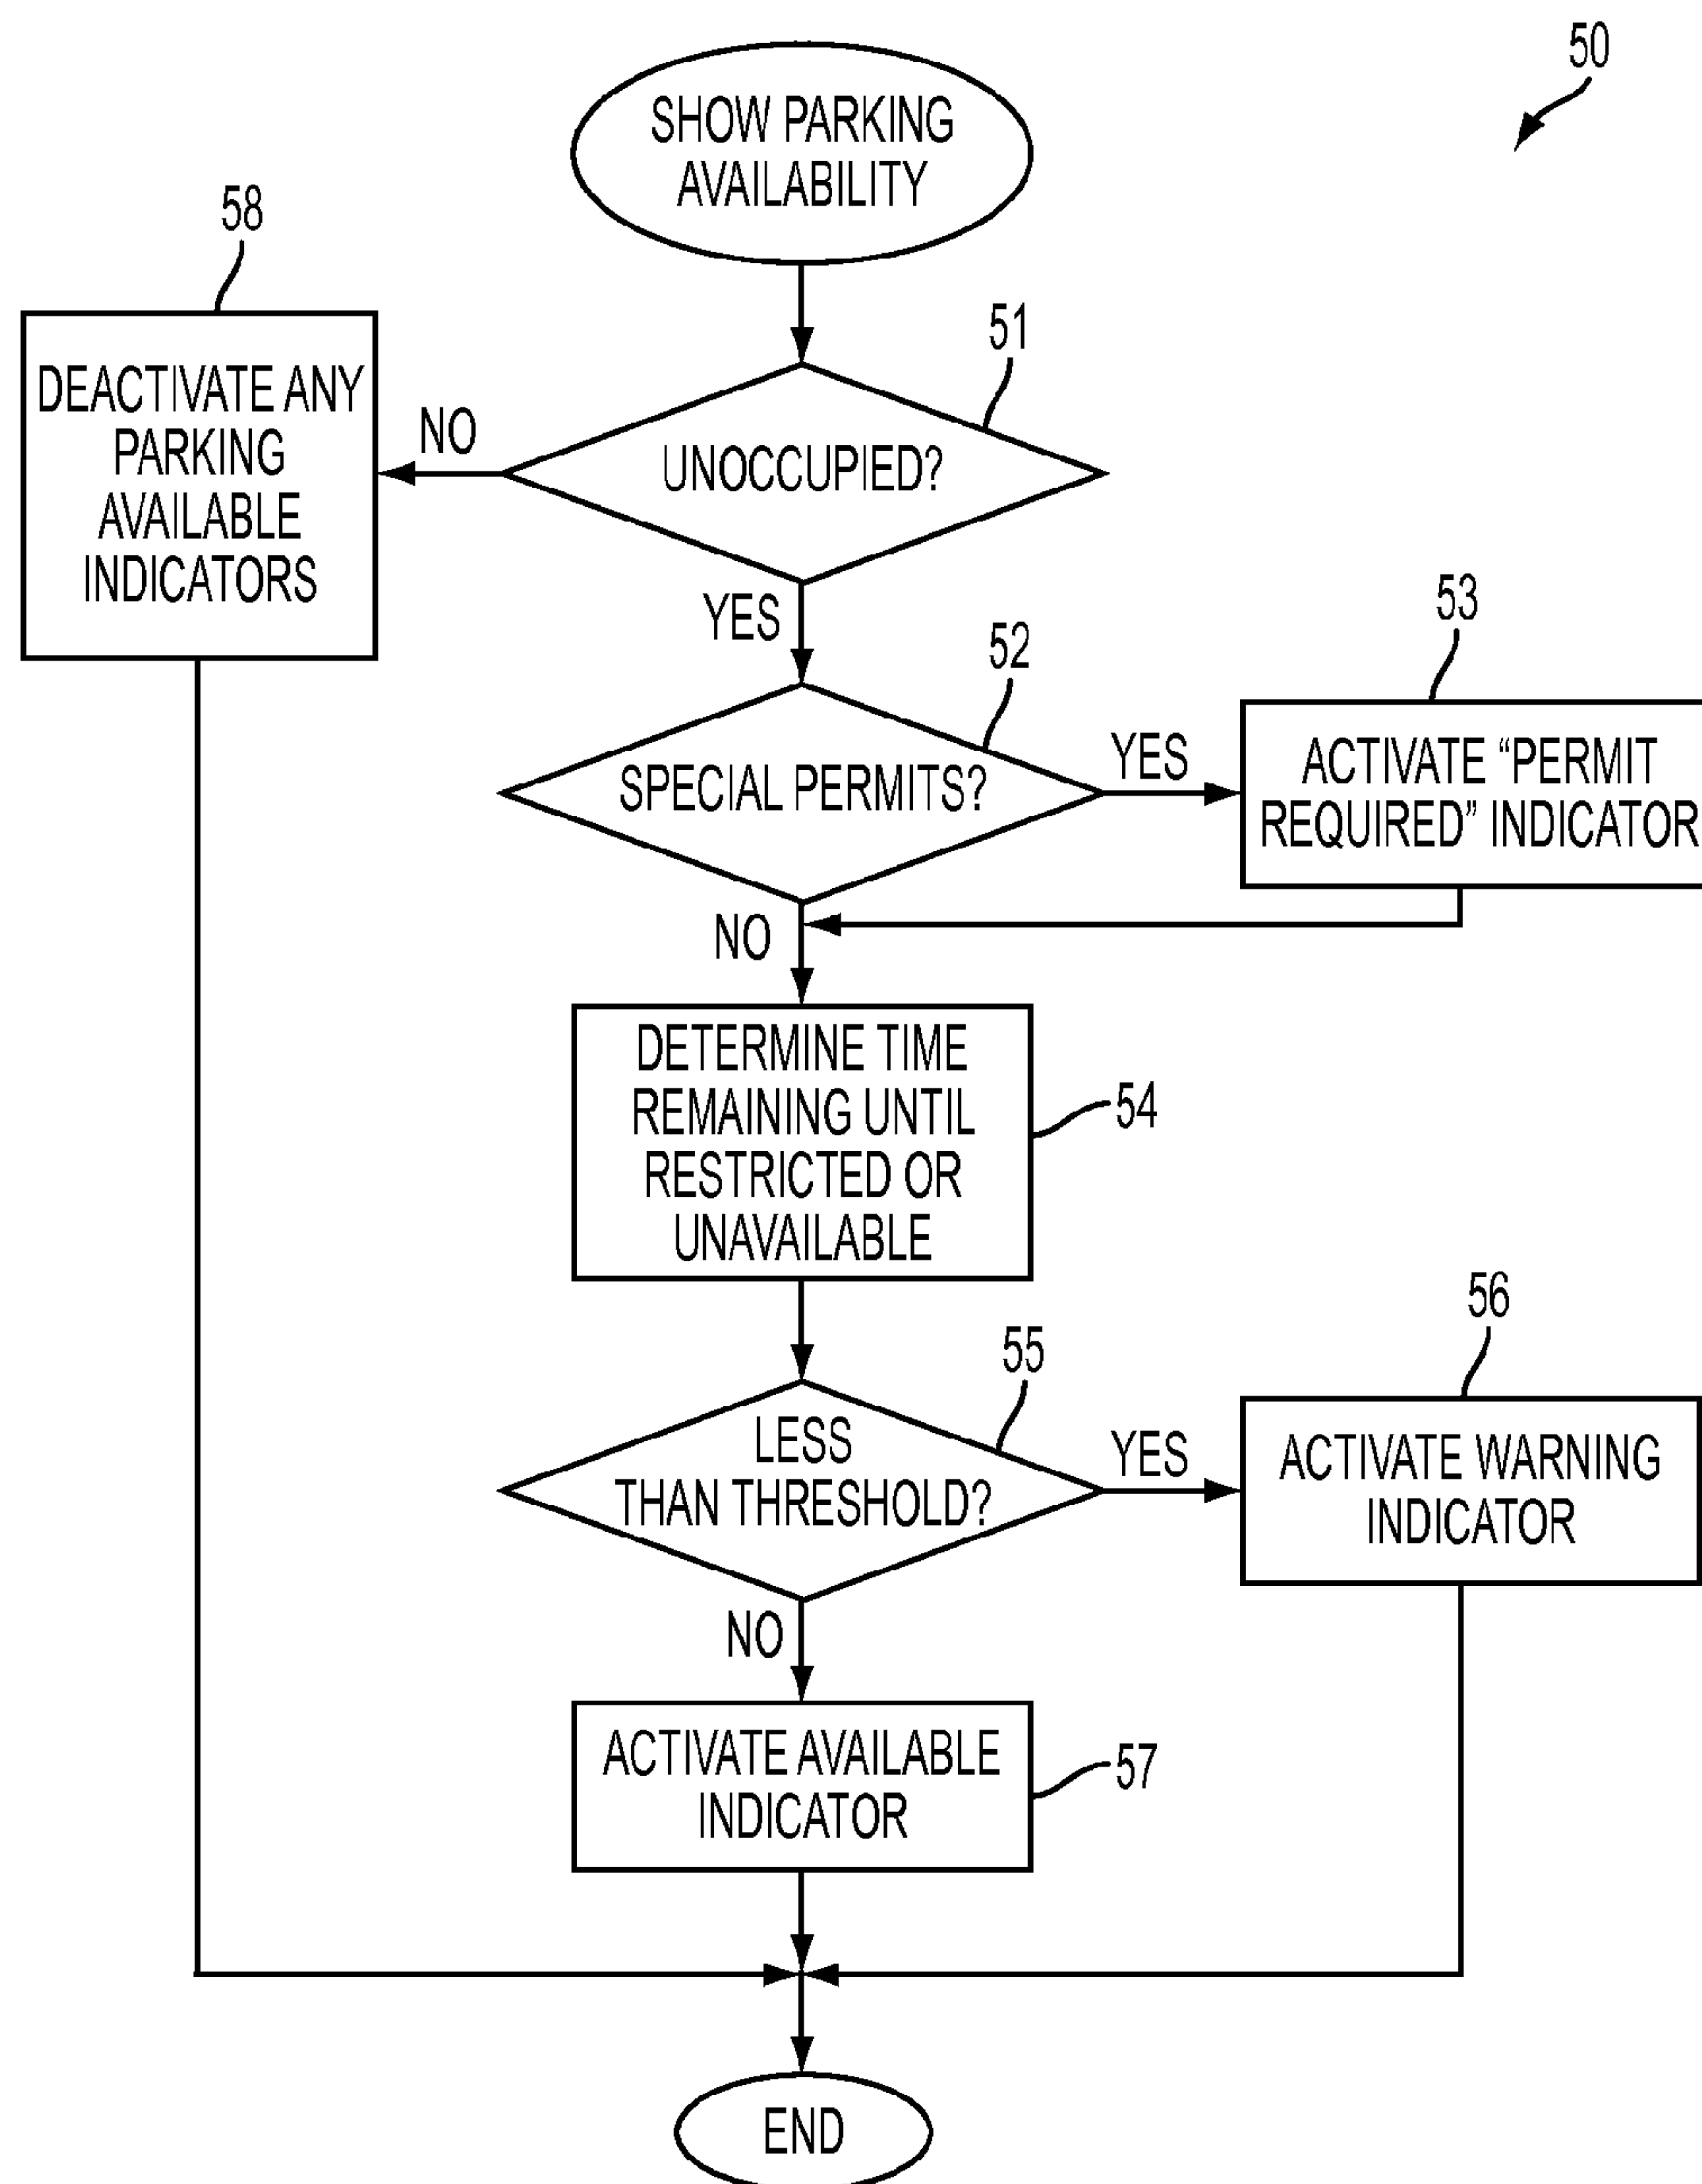 50
SHOW PARKING
AVAILABILITY
58
51
DEACTIVATE ANY
PARKING
AVAILABLE
INDICATORS
NO
UNOCCUPIED?
YES
52
53
SPECIAL PERMITS?
YES
ACTIVATE “PERMIT
REQUIRED” INDICATOR
NO
DETERMINE TIME
REMAINING UNTIL
RESTRICTED OR
UNAVAILABLE
54
55
56
LESS
THAN THRESHOLD?
YES
ACTIVATE WARNING
INDICATOR
NO
ACTIVATE AVAILABLE
INDICATOR
57
END